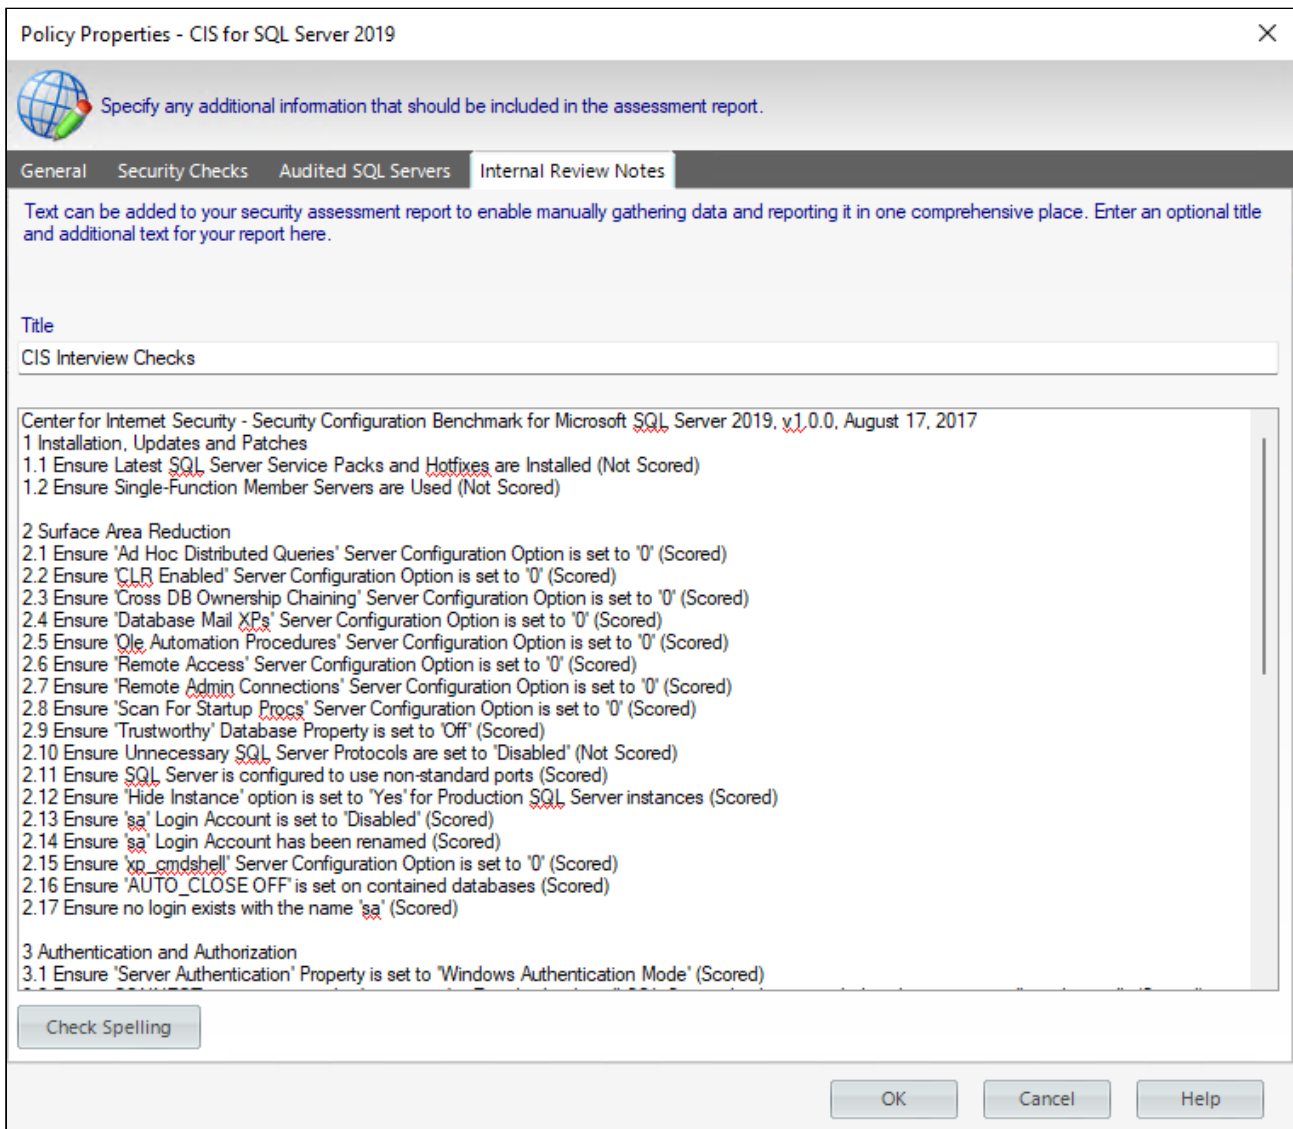 Policy Properties - CIS for SQL Server 2019
Specify any additional information that should be included in the assessment report.
General Security Checks Audited SQL Servers Internal Review Notes
Text can be added to your security assessment report to enable manually gathering data and reporting it in one comprehensive place. Enter an optional title
and additional text for your report here.
Title
CIS Interview Checks
Center for Internet Security - Security Configuration Benchmark for Microsoft SQL Server 2019, v1.0.0, August 17, 2017
1 Installation, Updates and Patches
1.1 Ensure Latest SQL Server Service Packs and Hotfixes are Installed (Not Scored)
1.2 Ensure Single-Function Member Servers are Used (Not Scored)
2 Surface Area Reduction
2.1 Ensure 'Ad Hoc Distributed Queries' Server Configuration Option is set to '0' (Scored)
2.2 Ensure 'CLR Enabled' Server Configuration Option is set to '0' (Scored)
2.3 Ensure 'Cross DB Ownership Chaining' Server Configuration Option is set to '0' (Scored)
2.4 Ensure 'Database Mail XPs' Server Configuration Option is set to '0' (Scored)
2.5 Ensure 'Ole Automation Procedures' Server Configuration Option is set to '0' (Scored)
2.6 Ensure 'Remote Access' Server Configuration Option is set to '0' (Scored)
2.7 Ensure 'Remote Admin Connections' Server Configuration Option is set to '0' (Scored)
2.8 Ensure 'Scan For Startup Procs' Server Configuration Option is set to '0' (Scored)
2.9 Ensure 'Trustworthy' Database Property is set to 'Off' (Scored)
2.10 Ensure Unnecessary SQL Server Protocols are set to 'Disabled' (Not Scored)
2.11 Ensure SQL Server is configured to use non-standard ports (Scored)
2.12 Ensure 'Hide Instance' option is set to 'Yes' for Production SQL Server instances (Scored)
2.13 Ensure 'sa' Login Account is set to 'Disabled' (Scored)
2.14 Ensure 'sa' Login Account has been renamed (Scored)
2.15 Ensure 'xp_cmdshell' Server Configuration Option is set to '0' (Scored)
2.16 Ensure 'AUTO_CLOSE OFF' is set on contained databases (Scored)
2.17 Ensure no login exists with the name 'sa' (Scored)
3 Authentication and Authorization
3.1 Ensure 'Server Authentication' Property is set to 'Windows Authentication Mode' (Scored)
Check Spelling
OK Cancel Help